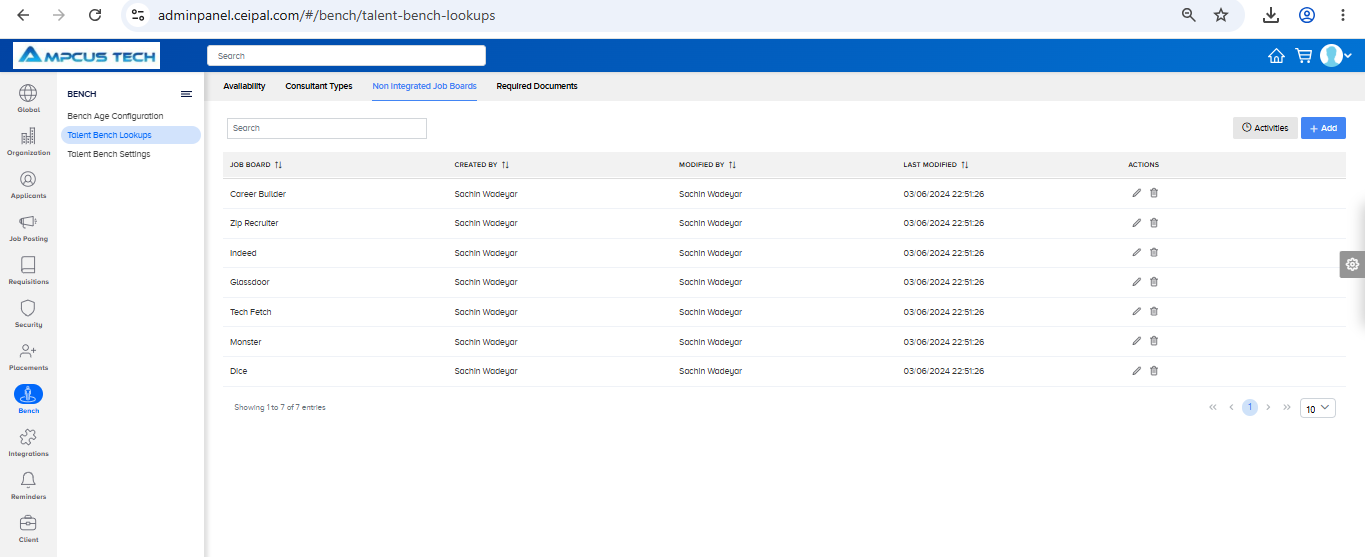 adminpanel.ceipal.com/#/bench/talent-bench-lookups
AMPCUS TECH
Search
Global
Organization
Applicants
Job Posting
Requisitions
Security
Placements
Bench
Integrations
Reminders
Client
BENCH
Bench Age Configuration
Talent Bench Lookups
Talent Bench Settings
Availability Consultant Types Non Integrated Job Boards Required Documents
Search
Activities + Add
JOB BOARD CREATED BY MODIFIED BY LAST MODIFIED ACTIONS
Career Builder Sachin Wadeyar Sachin Wadeyar 03/06/2024 22:51:26
Zip Recruiter Sachin Wadeyar Sachin Wadeyar 03/06/2024 22:51:26
Indeed Sachin Wadeyar Sachin Wadeyar 03/06/2024 22:51:26
Glassdoor Sachin Wadeyar Sachin Wadeyar 03/06/2024 22:51:26
Tech Fetch Sachin Wadeyar Sachin Wadeyar 03/06/2024 22:51:26
Monster Sachin Wadeyar Sachin Wadeyar 03/06/2024 22:51:26
Dice Sachin Wadeyar Sachin Wadeyar 03/06/2024 22:51:26
Showing 1 to 7 of 7 entries
« ‹ 1 › » 10